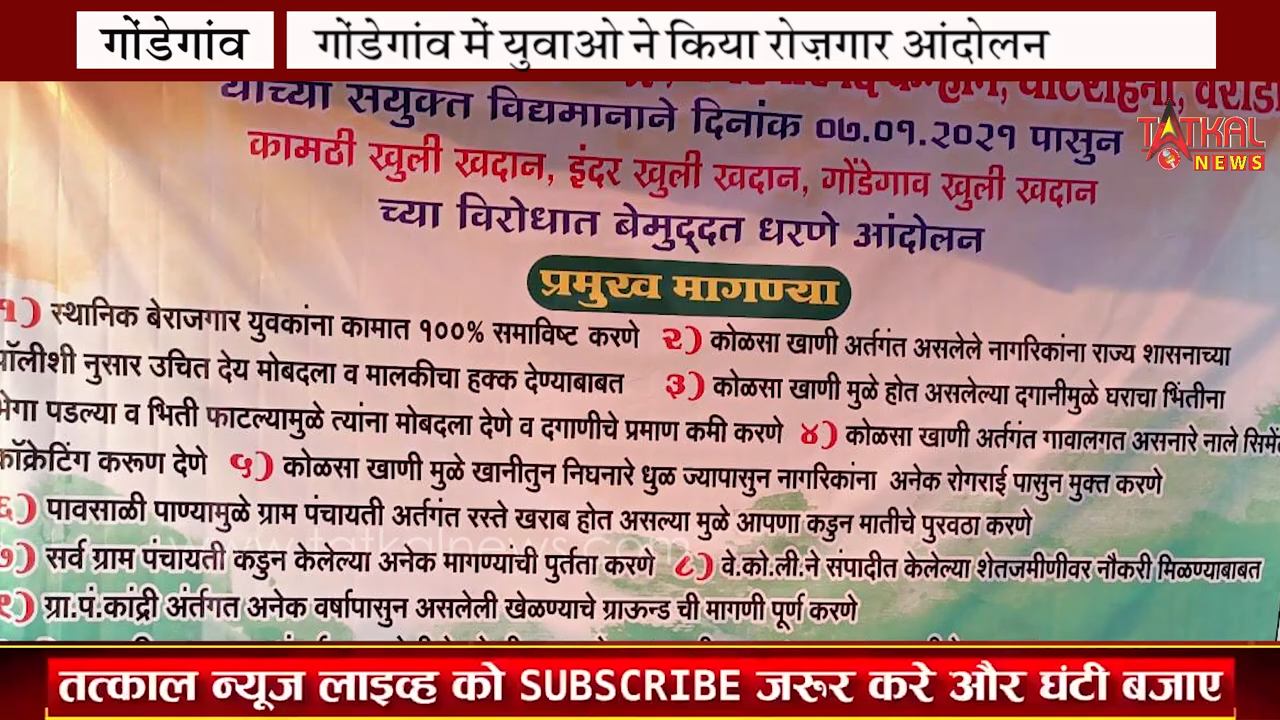 गोंडेगांव
गोंडेगांव में युवाओ ने किया रोज़गार आंदोलन
TATKAL
NEWS
यांच्या सयुक्त विद्यमानाने दिनांक ०७.०१.२०२१ पासुन
कामठी खुली खदान, इंदर खुली खदान, गोंडेगाव खुली खदान
च्या विरोधात बेमुद्दत धरणे आंदोलन
प्रमुख मागण्या
१) स्थानिक बेराजगार युवकांना कामात १००% समाविष्ट करणे २) कोळसा खाणी अर्तगंत असलेले नागरिकांना राज्य शासनाच्या
पॉलीशी नुसार उचित देय मोबदला व मालकीचा हक्क देण्याबाबत ३) कोळसा खाणी मुळे होत असलेल्या दगानीमुळे घराचा भिंतीना
भेगा पडल्या व भिती फाटल्यामुळे त्यांना मोबदला देणे व दगाणीचे प्रमाण कमी करणे ४) कोळसा खाणी अर्तगंत गावालगत असनारे नाले सिमेंट
कॉक्रेटिंग करूण देणे ५) कोळसा खाणी मुळे खानीतुन निघनारे धुळ ज्यापासुन नागरिकांना अनेक रोगराई पासुन मुक्त करणे
६) पावसाळी पाण्यामुळे ग्राम पंचायती अर्तगंत रस्ते खराब होत असल्या मुळे आपणा कडुन मातीचे पुरवठा करणे
७) सर्व ग्राम पंचायती कडुन केलेल्या अनेक मागण्यांची पुर्तता करणे ८) वे.को.ली.ने संपादीत केलेल्या शेतजमीणीवर नौकरी मिळण्याबाबत
९) ग्रा.पं.कांद्री अंर्तगत अनेक वर्षापासुन असलेली खेळण्याचे ग्राऊन्ड ची मागणी पूर्ण करणे
तत्काल न्यूज लाइव्ह को SUBSCRIBE जरूर करे और घंटी बजाए